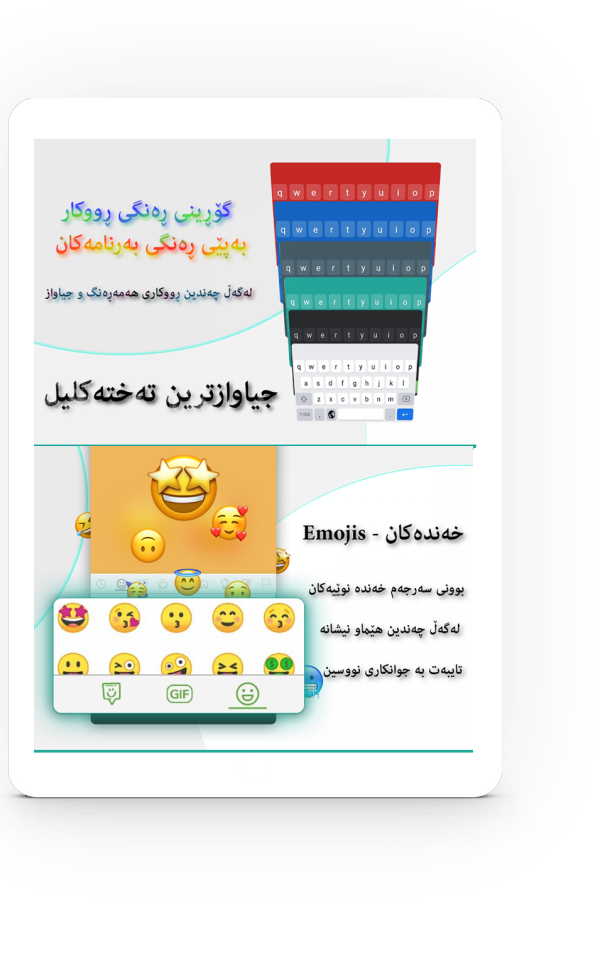 گۆڕینی ڕەنگی ڕووکار
بەپێی ڕەنگی بەرنامەکان
لەگەڵ چەندین ڕووکاری هەمەڕەنگ و جیاواز
جیاوازترین تەختەکلیل
q w e r t y u i o p
q w e r t y u i o p
q w e r t y u i o p
q w e r t y u i o p
q w e r t y u i o p
q w e r t y u i o p
a s d f g h j k l
z x c v b n m
خەندەکان - Emojis
بوونی سەرجەم خەندە نوێیەکان
لەگەڵ چەندین هێماو نیشانە
تایبەت بە جوانکاری نووسین
GIF